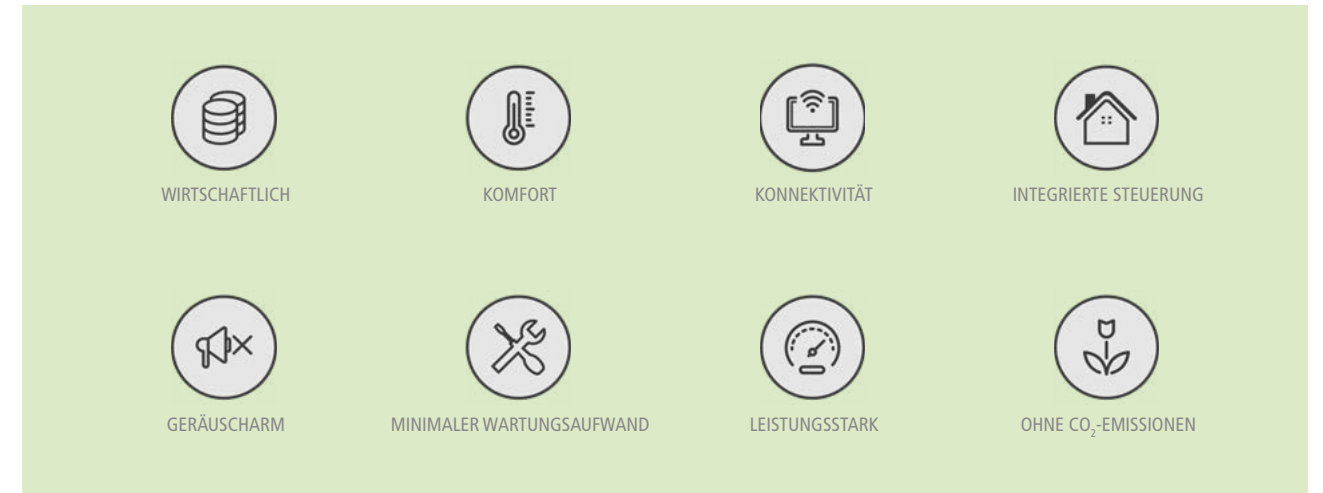 WIRTSCHAFTLICH
KOMFORT
KONNEKTIVITÄT
INTEGRIERTE STEUERUNG
GERÄUSCHARM
MINIMALER WARTUNGSAUFWAND
LEISTUNGSSTARK
OHNE CO₂-EMISSIONEN